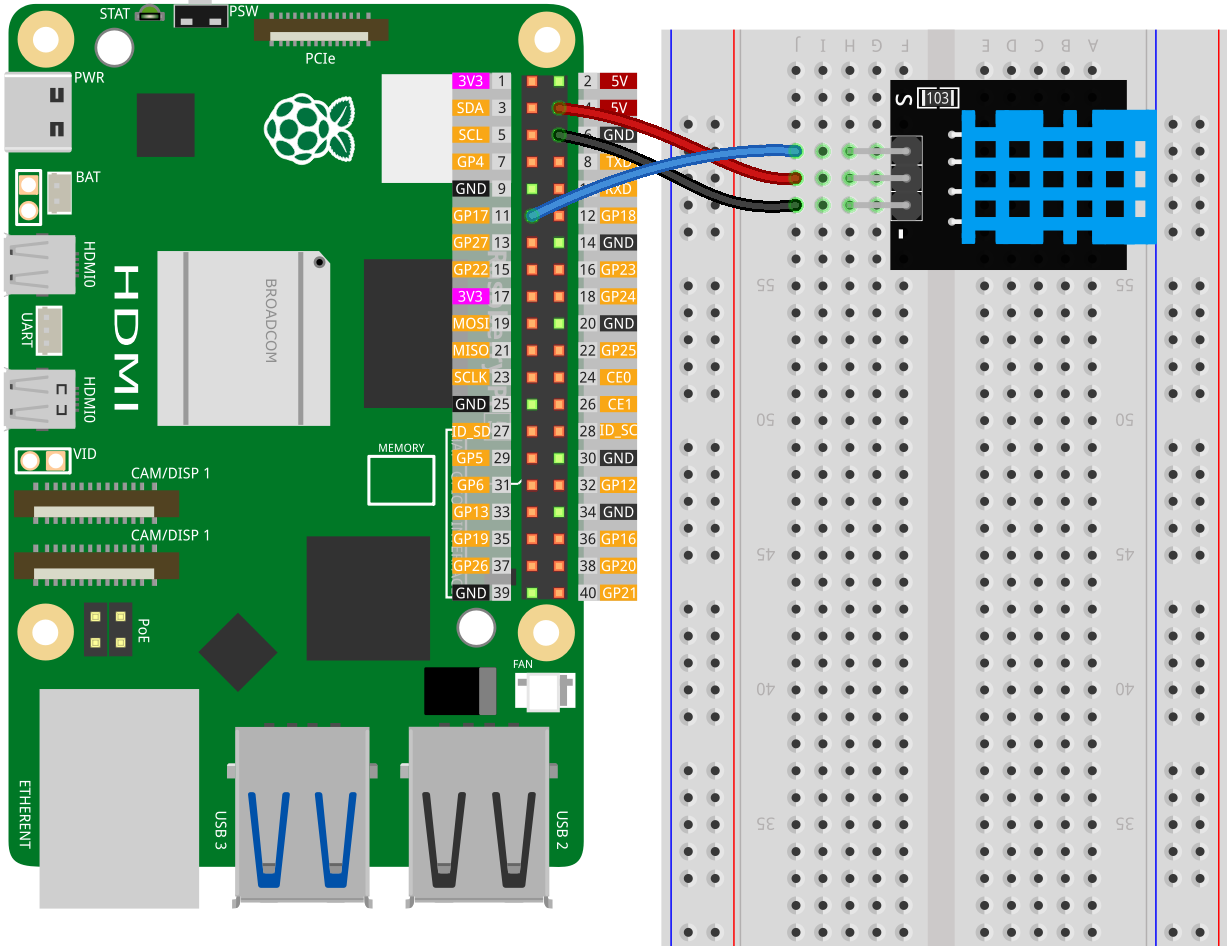 STAT
PSW
PCIe
PWR
BAT
HDMI0
HDMI
UART
HDMI0
VID
BROADCOM
MEMORY
CAM/DISP 1
CAM/DISP 1
PoE
FAN
ETHERENT
USB 3
USB 2
3V3 1 2 5V
SDA 3 4 5V
SCL 5 6 GND
GP4 7 8 TXD
GND 9 RXD
GP17 11 12 GP18
GP27 13 14 GND
GP22 15 16 GP23
3V3 17 18 GP24
MOSI 19 20 GND
MISO 21 22 GP25
SCLK 23 24 CE0
GND 25 26 CE1
ID_SD 27 28 ID_SC
GP5 29 30 GND
GP6 31 32 GP12
GP13 33 34 GND
GP19 35 36 GP16
GP26 37 38 GP20
GND 39 40 GP21
J I H G F E D C B A
S 103
-
55 55
50 50
45 45
40 40
35 35